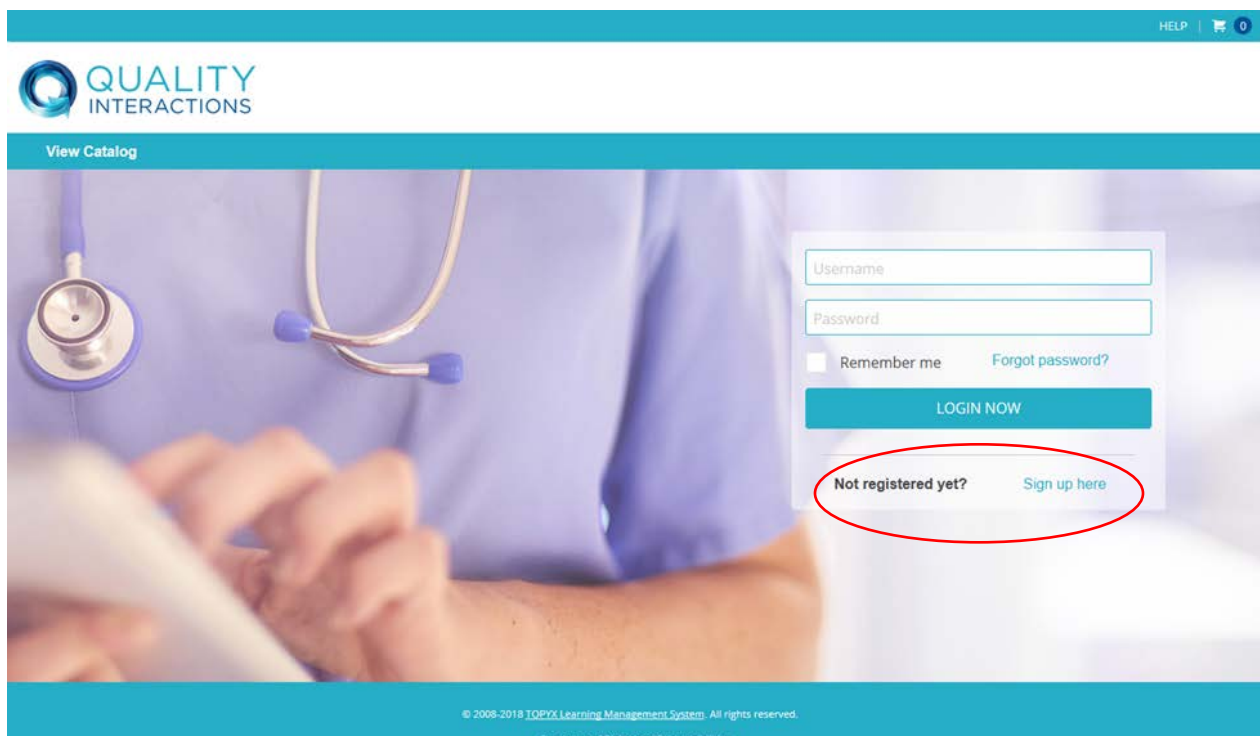 HELP | 0
QUALITY
INTERACTIONS
View Catalog
Username
Password
Remember me Forgot password?
LOGIN NOW
Not registered yet? Sign up here
© 2008-2018 TOPYX Learning Management System. All rights reserved.